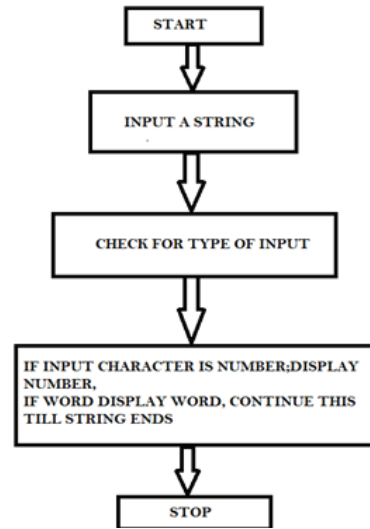 START
INPUT A STRING
CHECK FOR TYPE OF INPUT
IF INPUT CHARACTER IS NUMBER;DISPLAY
NUMBER,
IF WORD DISPLAY WORD, CONTINUE THIS
TILL STRING ENDS
STOP